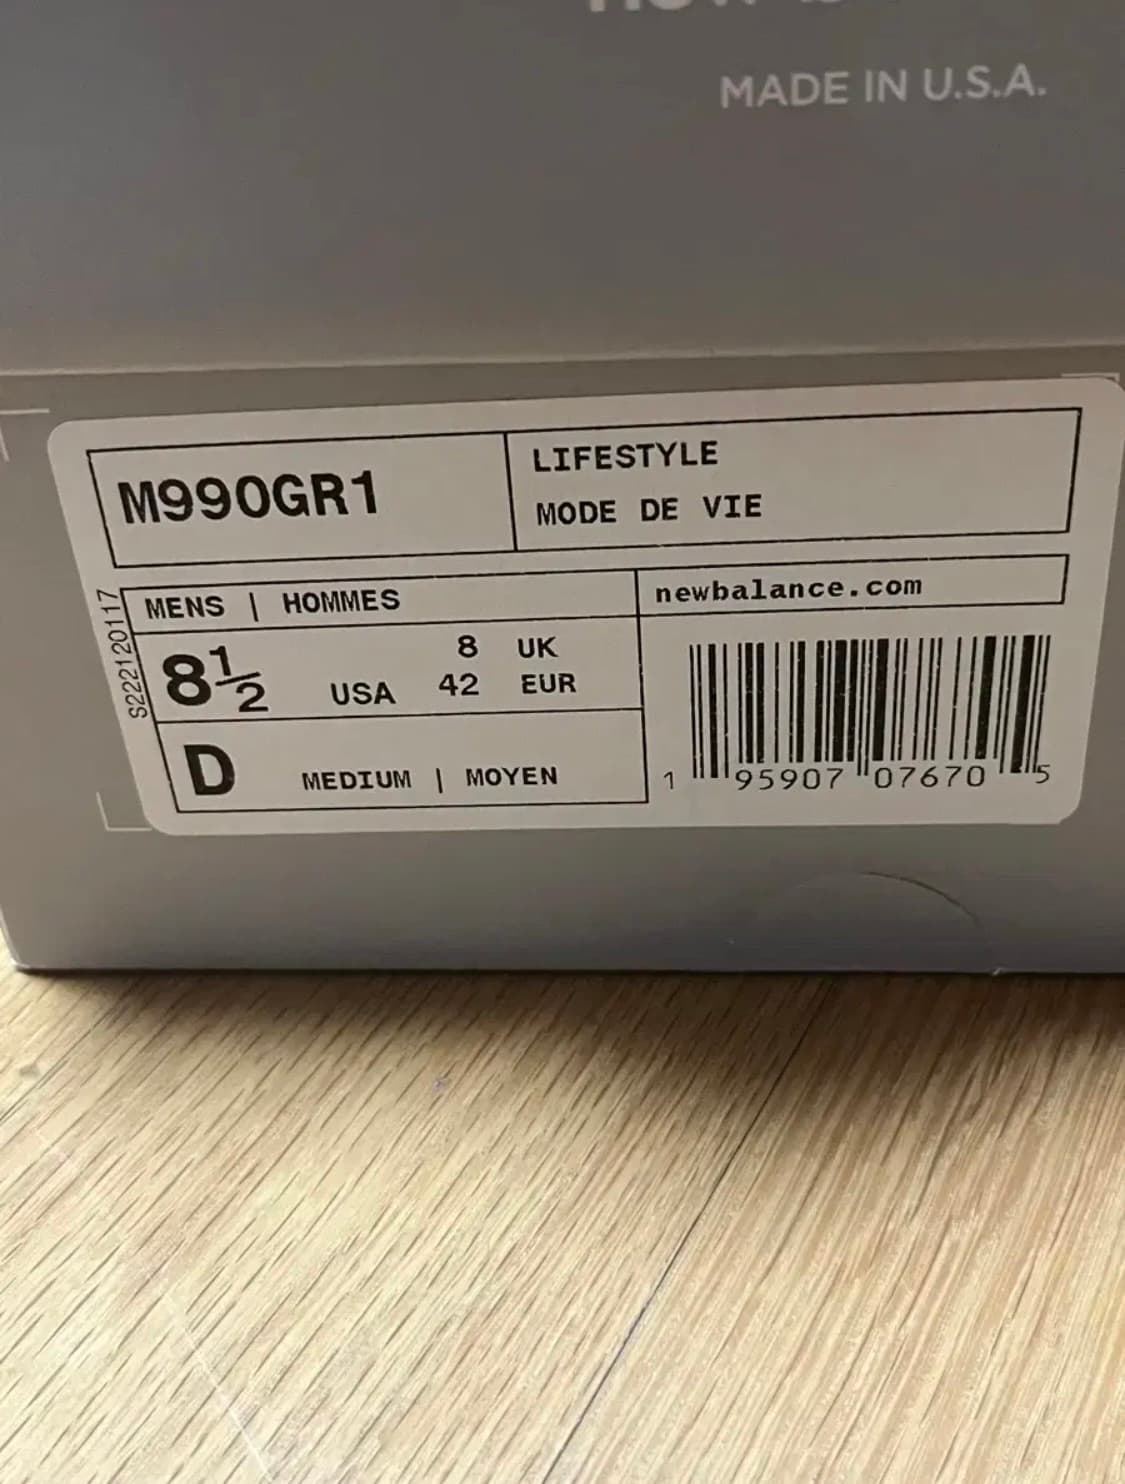 MADE IN U.S.A.
M990GR1
LIFESTYLE
MODE DE VIE
S222120117
MENS | HOMMES
newbalance.com
8½ USA 8 UK
42 EUR
D MEDIUM | MOYEN
1 95907 07670 5